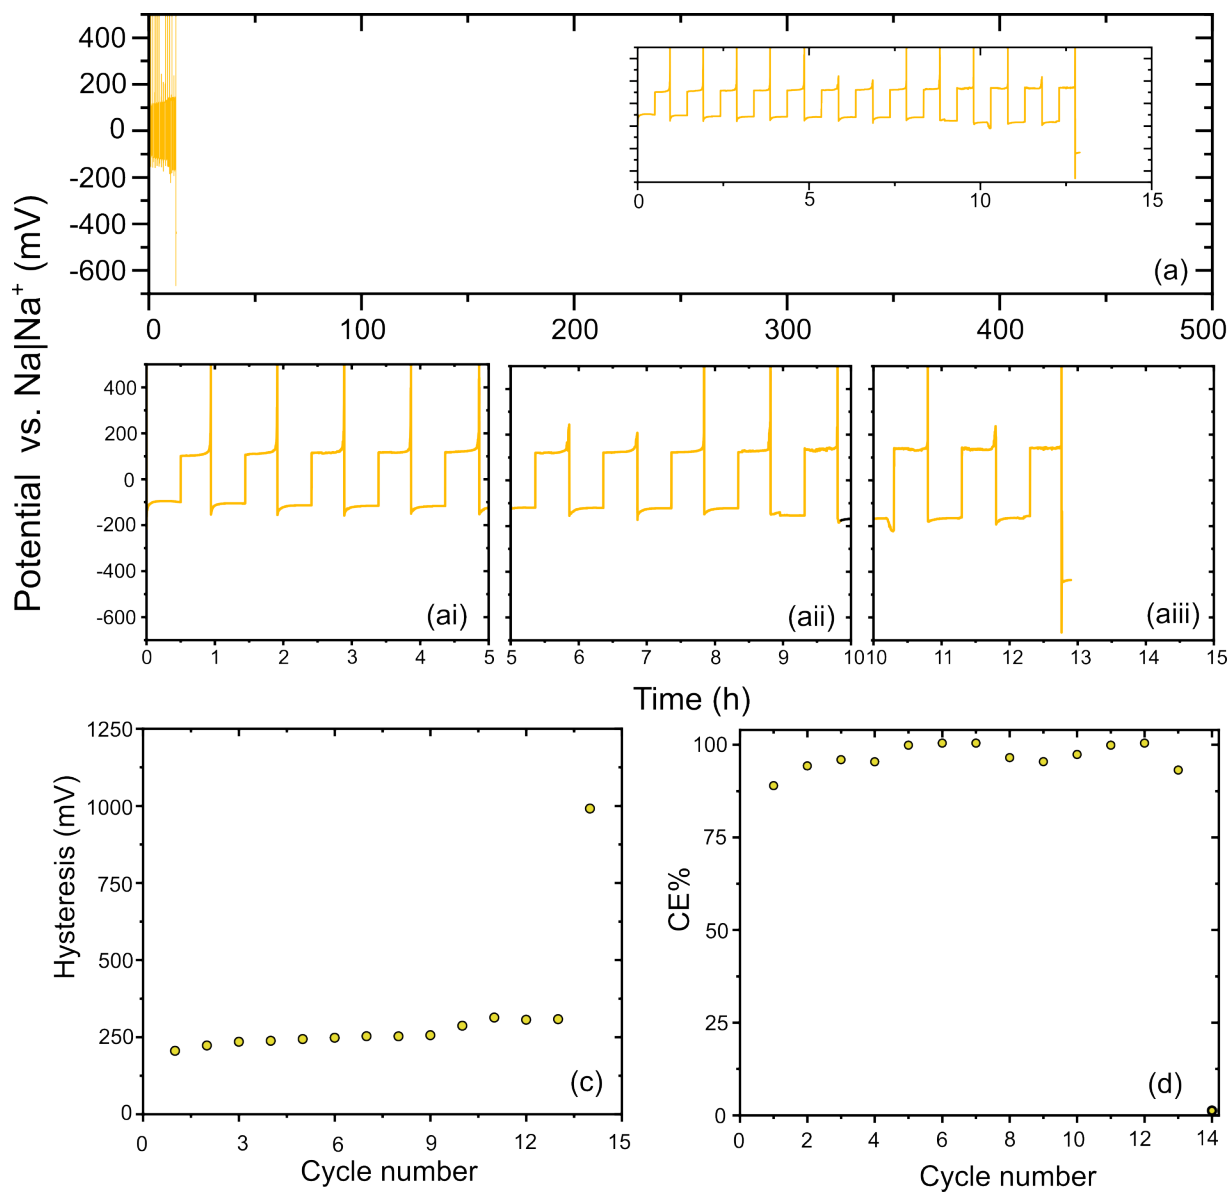 Potential vs. Na|Na⁺ (mV)
400
200
0
-200
-400
-600
0 5 10 15
(a)
0 100 200 300 400 500
400
200
0
-200
-400
-600
(ai) (aii) (aiii)
0 1 2 3 4 5 5 6 7 8 9 10 10 11 12 13 14 15
Time (h)
Hysteresis (mV)
1250
1000
750
500
250
0
(c)
0 3 6 9 12 15
Cycle number
CE%
100
75
50
25
0
(d)
0 2 4 6 8 10 12 14
Cycle number